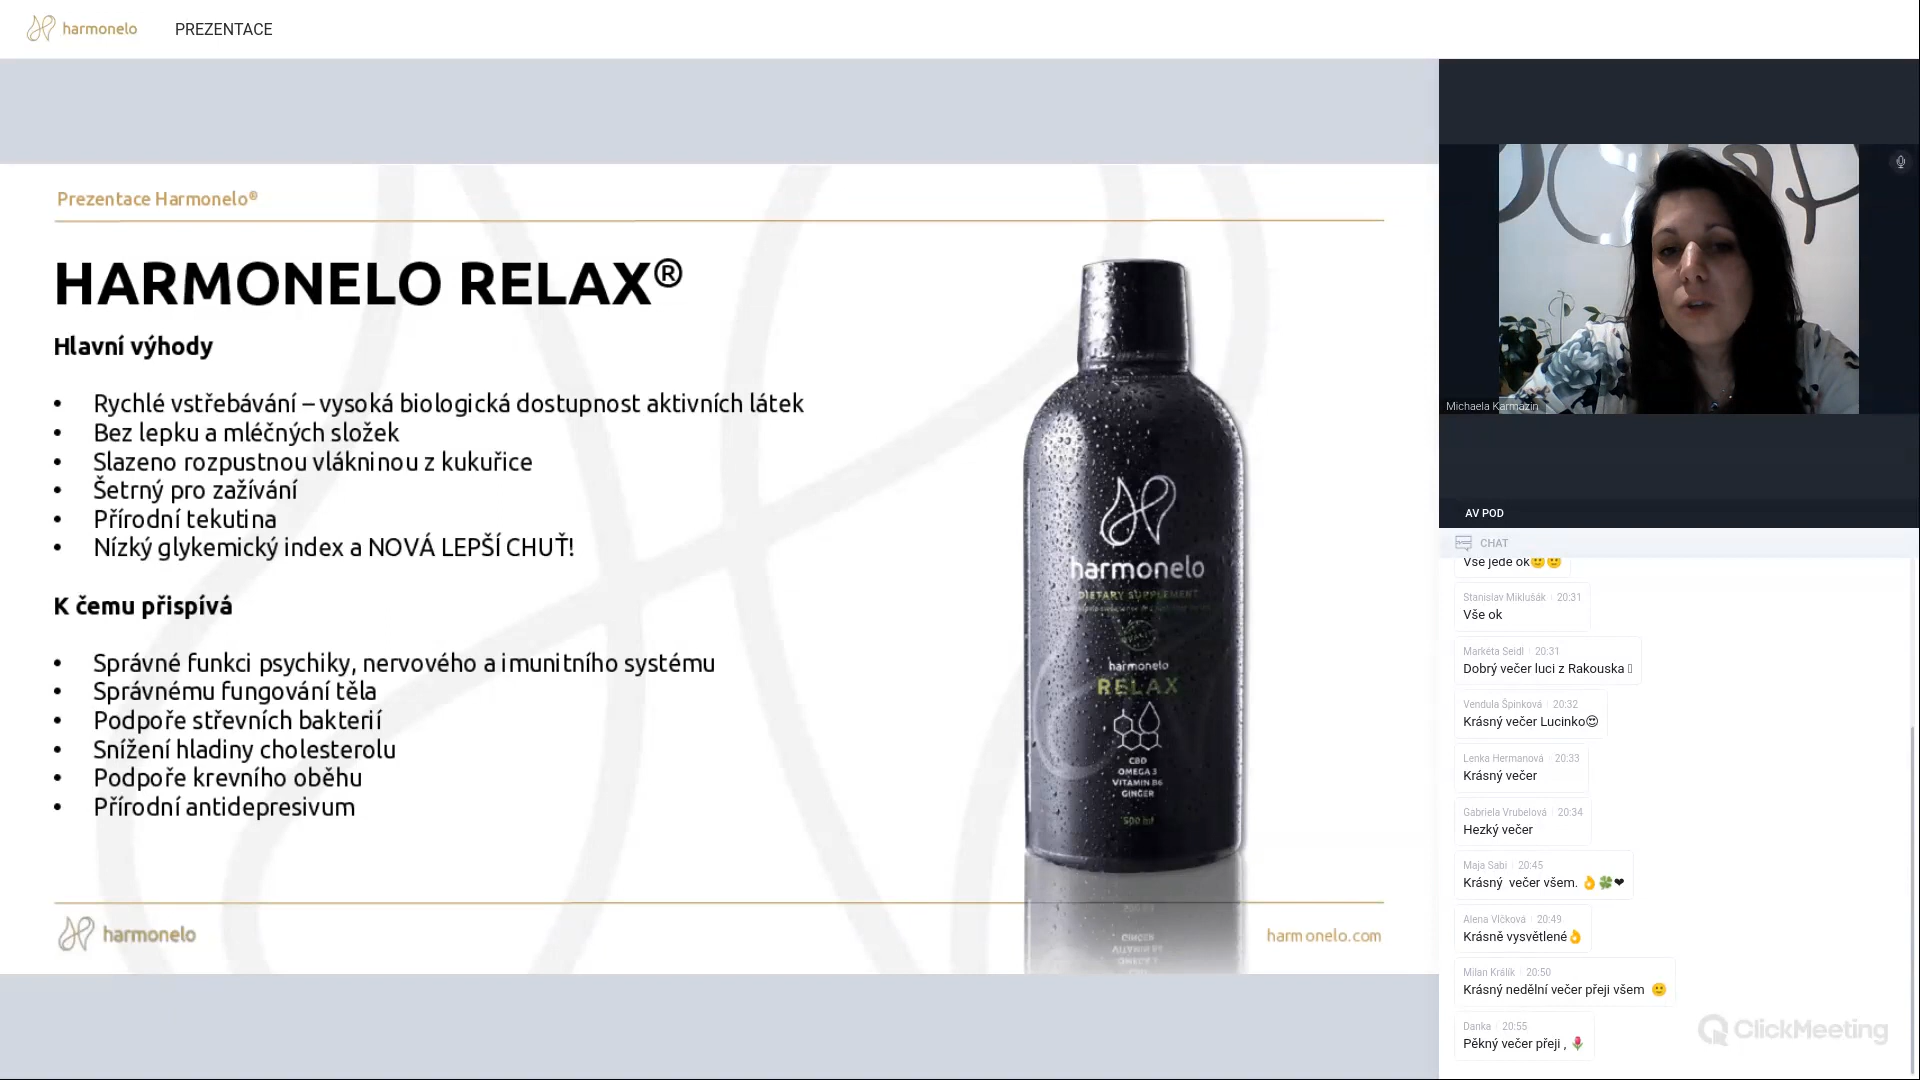 harmonelo PREZENTACE
Prezentace Harmonelo®
HARMONELO RELAX®
Hlavní výhody
• Rychlé vstřebávání – vysoká biologická dostupnost aktivních látek
• Bez lepku a mléčných složek
• Slazeno rozpustnou vlákninou z kukuřice
• Šetrný pro zažívání
• Přírodní tekutina
• Nízký glykemický index a NOVÁ LEPŠÍ CHUŤ!
K čemu přispívá
• Správné funkci psychiky, nervového a imunitního systému
• Správnému fungování těla
• Podpoře střevních bakterií
• Snížení hladiny cholesterolu
• Podpoře krevního oběhu
• Přírodní antidepresivum
harmonelo
DIETARY SUPPLEMENT
harmonelo
RELAX
CBD
OMEGA 3
VITAMIN B6
GINGER
500 ml
harmonelo
harmonelo.com
Michaela Karmazin
AV POD
CHAT
Vše jede ok🙂🙂
Stanislav Miklušák 20:31
Vše ok
Markéta Seidl 20:31
Dobrý večer luci z Rakouska
Vendula Špinková 20:32
Krásný večer Lucinko😍
Lenka Hermanová 20:33
Krásný večer
Gabriela Vrubelová 20:34
Hezký večer
Maja Sabi 20:45
Krásný večer všem. 👌🍀❤
Alena Vlčková 20:49
Krásně vysvětlené👌
Milan Králík 20:50
Krásný nedělní večer přeji všem 🙂
Danka 20:55
Pěkný večer přeji , 🌷
ClickMeeting